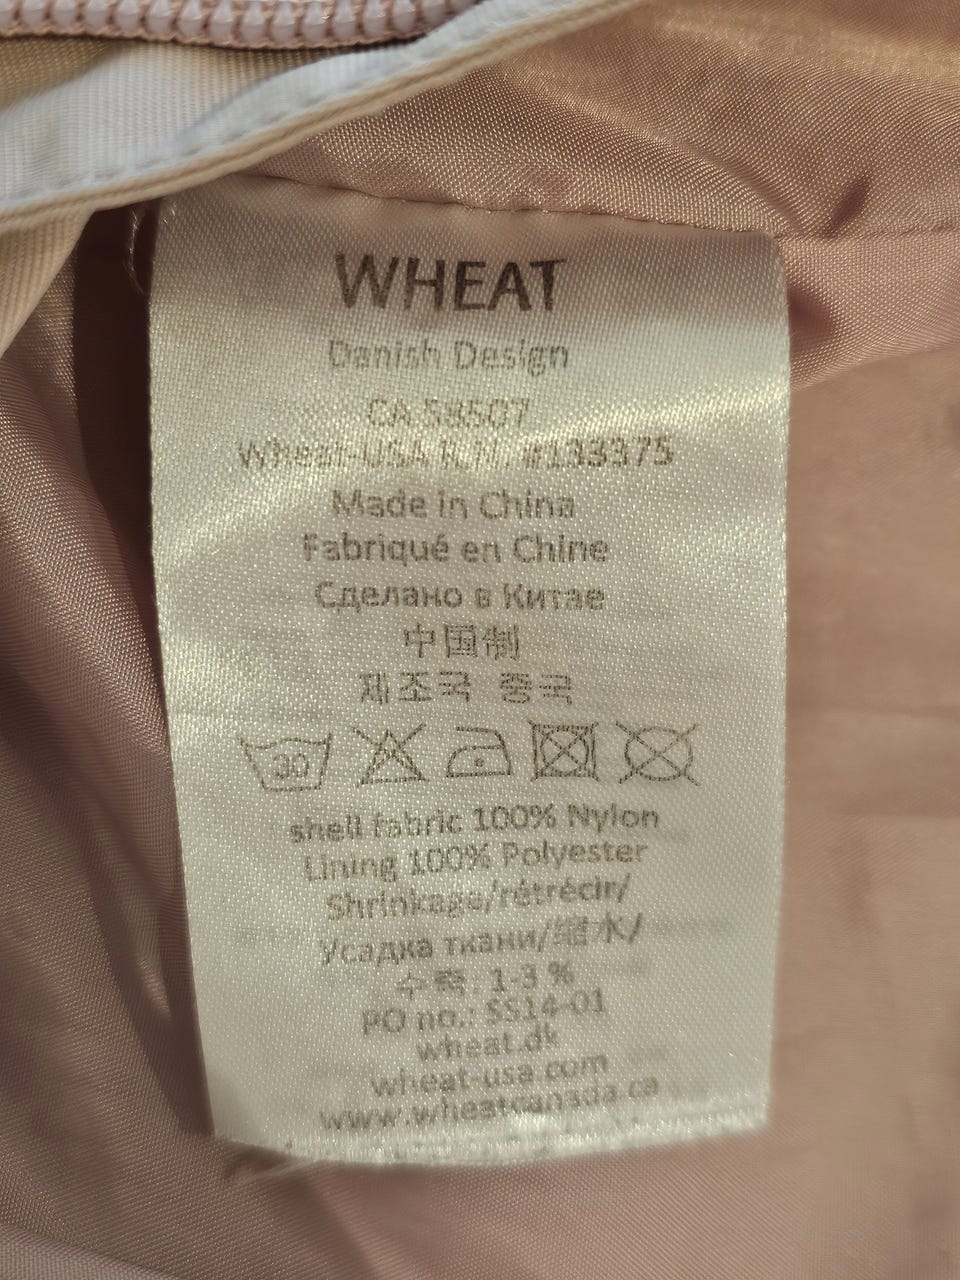 WHEAT
Danish Design
CA 58507
Wheat-USA R.N. #133375
Made in China
Fabriqué en Chine
Сделано в Китае
中国制
제조국 중국
30
shell fabric 100% Nylon
Lining 100% Polyester
Shrinkage/rétrécir/
Усадка ткани/缩水/
수축: 1-3 %
PO no.: SS14-01
wheat.dk
wheat-usa.com
www.wheatcanada.ca